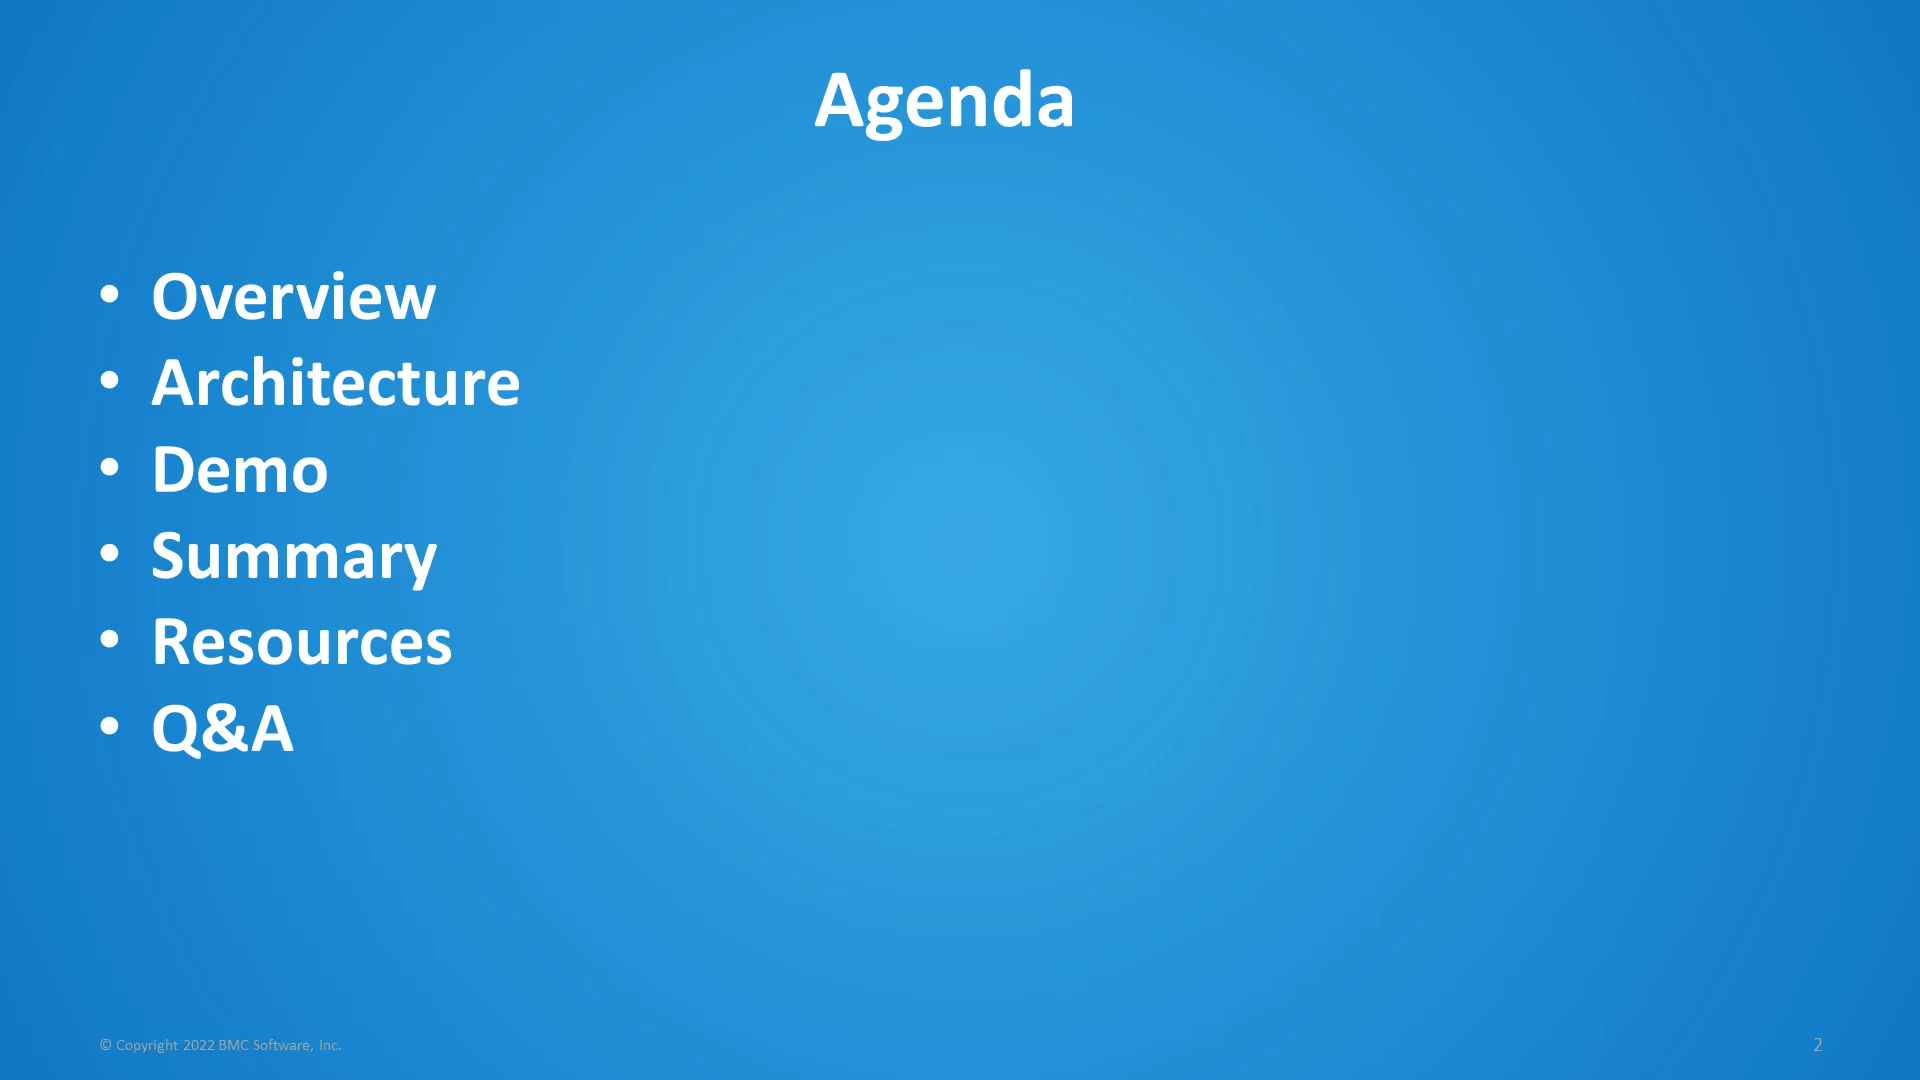 Agenda
• Overview
• Architecture
• Demo
• Summary
• Resources
• Q&A
© Copyright 2022 BMC Software, Inc.
2